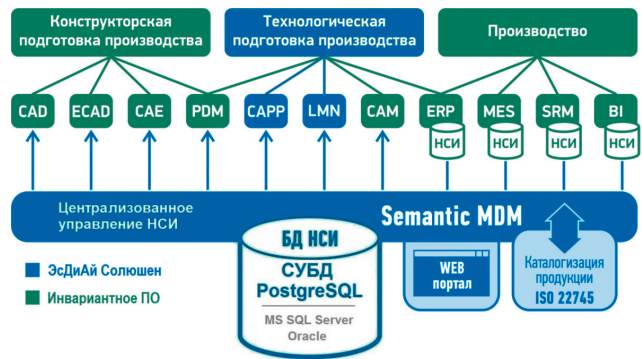 Конструкторская
подготовка производства
Технологическая
подготовка производства
Производство
CAD
ECAD
CAE
PDM
CAPP
LMN
CAM
ERP
MES
SRM
BI
НСИ
НСИ
НСИ
НСИ
Централизованное
управление НСИ
Semantic MDM
БД НСИ
СУБД
PostgreSQL
MS SQL Server
Oracle
WEB
портал
Каталогизация
продукции
ISO 22745
ЭсДиАй Солюшен
Инвариантное ПО